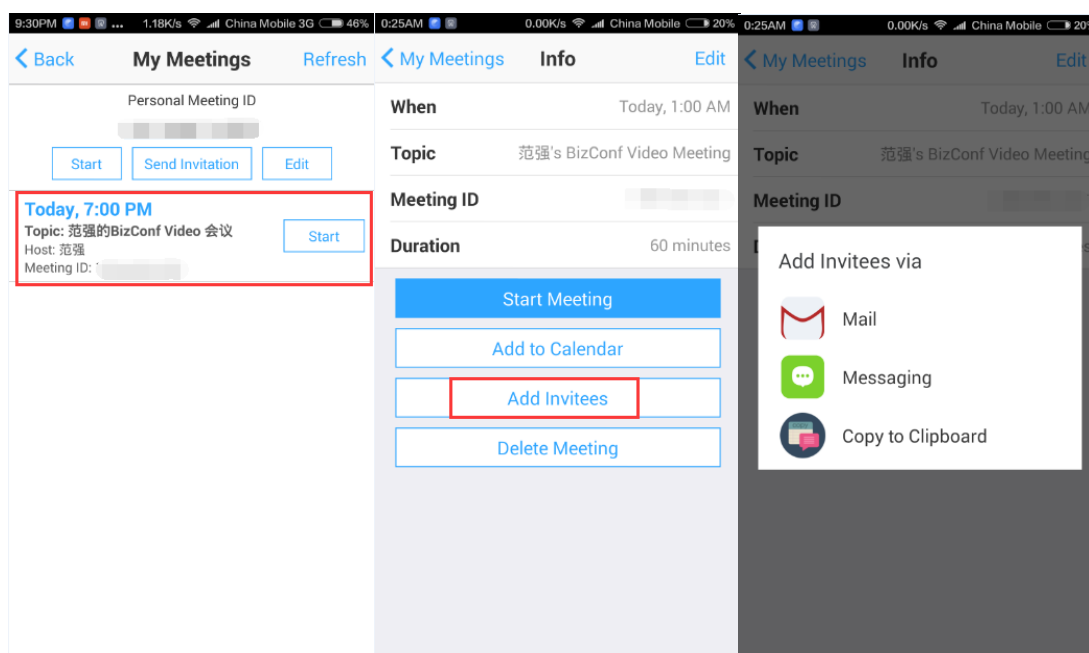 9:30PM ... 1.18K/s China Mobile 3G 46%
Back My Meetings Refresh
Personal Meeting ID
Start Send Invitation Edit
Today, 7:00 PM
Topic: 范强的BizConf Video 会议
Host: 范强
Meeting ID:
Start
0:25AM 0.00K/s China Mobile 20%
My Meetings Info Edit
When Today, 1:00 AM
Topic 范强's BizConf Video Meeting
Meeting ID
Duration 60 minutes
Start Meeting
Add to Calendar
Add Invitees
Delete Meeting
0:25AM 0.00K/s China Mobile 20
My Meetings Info Edit
When Today, 1:00 AM
Topic 范强's BizConf Video Meeting
Meeting ID
Add Invitees via
Mail
Messaging
Copy to Clipboard